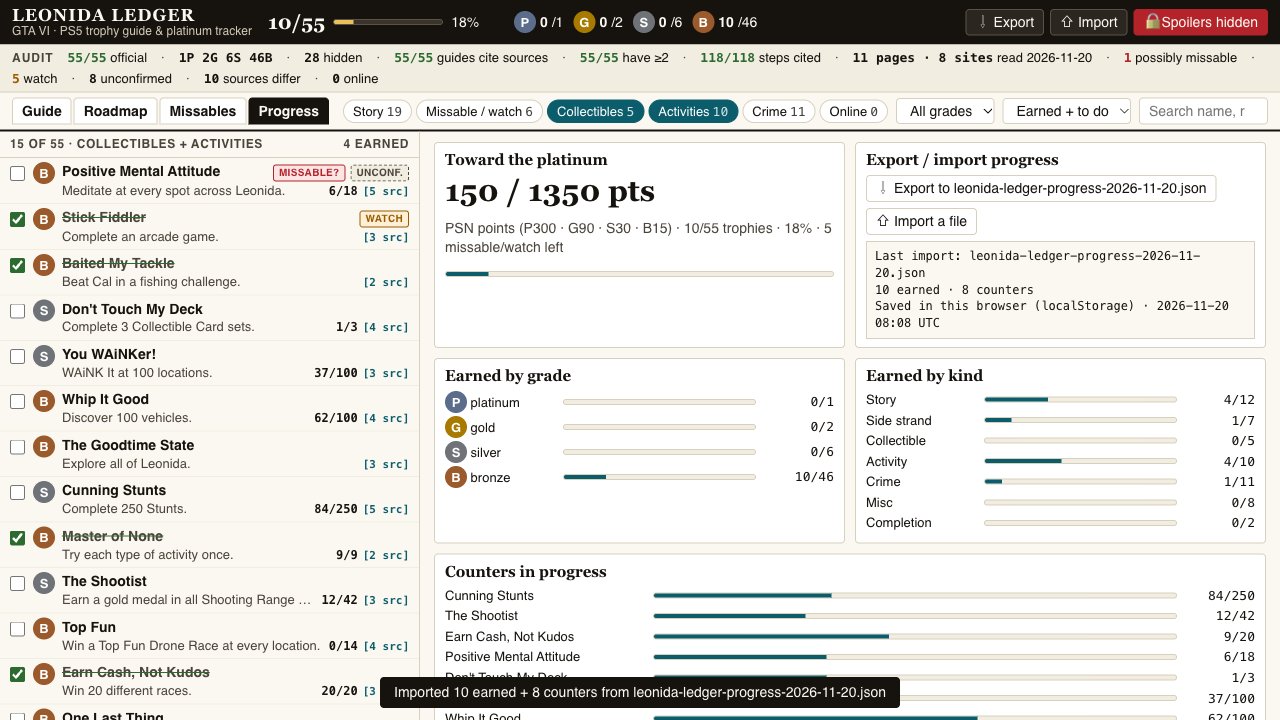 LEONIDA LEDGER
GTA VI · PS5 trophy guide & platinum tracker
10/55
18%
P 0 /1
G 0 /2
S 0 /6
B 10 /46
Export
Import
Spoilers hidden
AUDIT 55/55 official · 1P 2G 6S 46B · 28 hidden · 55/55 guides cite sources · 55/55 have ≥2 · 118/118 steps cited · 11 pages · 8 sites read 2026-11-20 · 1 possibly missable ·
5 watch · 8 unconfirmed · 10 sources differ · 0 online
Guide
Roadmap
Missables
Progress
Story 19
Missable / watch 6
Collectibles 5
Activities 10
Crime 11
Online 0
All grades
Earned + to do
Search name, r
15 OF 55 · COLLECTIBLES + ACTIVITIES
4 EARNED
B Positive Mental Attitude MISSABLE? UNCONF.
Meditate at every spot across Leonida. 6/18 [5 src]
B Stick Fiddler WATCH
Complete an arcade game. [3 src]
B Baited My Tackle
Beat Cal in a fishing challenge. [2 src]
S Don't Touch My Deck
Complete 3 Collectible Card sets. 1/3 [4 src]
S You WAiNKer!
WAiNK It at 100 locations. 37/100 [3 src]
B Whip It Good
Discover 100 vehicles. 62/100 [4 src]
B The Goodtime State
Explore all of Leonida. [3 src]
S Cunning Stunts
Complete 250 Stunts. 84/250 [5 src]
B Master of None
Try each type of activity once. 9/9 [2 src]
S The Shootist
Earn a gold medal in all Shooting Range … 12/42 [3 src]
B Top Fun
Win a Top Fun Drone Race at every location. 0/14 [4 src]
B Earn Cash, Not Kudos
Win 20 different races. 20/20 [3
One Last Thing
Toward the platinum
150 / 1350 pts
PSN points (P300 · G90 · S30 · B15) · 10/55 trophies · 18% · 5
missable/watch left
Export / import progress
Export to leonida-ledger-progress-2026-11-20.json
Import a file
Last import: leonida-ledger-progress-2026-11-
20.json
10 earned · 8 counters
Saved in this browser (localStorage) · 2026-11-20
08:08 UTC
Earned by grade
P platinum 0/1
G gold 0/2
S silver 0/6
B bronze 10/46
Earned by kind
Story 4/12
Side strand 1/7
Collectible 0/5
Activity 4/10
Crime 1/11
Misc 0/8
Completion 0/2
Counters in progress
Cunning Stunts 84/250
The Shootist 12/42
Earn Cash, Not Kudos 9/20
Positive Mental Attitude 6/18
Don't Touch My Deck 1/3
37/100
Whip It Good 62/100
Imported 10 earned + 8 counters from leonida-ledger-progress-2026-11-20.json